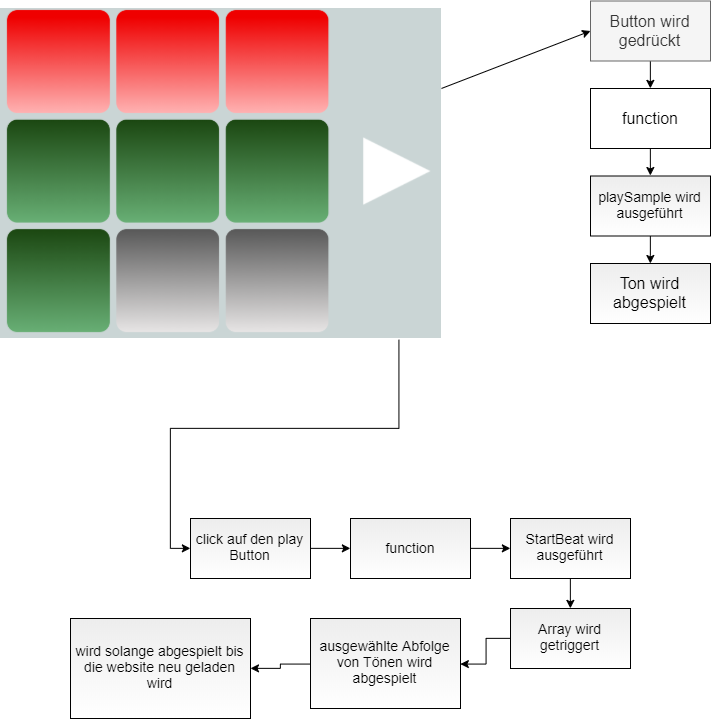 Button wird
gedrückt
function
playSample wird
ausgeführt
Ton wird
abgespielt
click auf den play
Button
function
StartBeat wird
ausgeführt
Array wird
getriggert
ausgewählte Abfolge
von Tönen wird
abgespielt
wird solange abgespielt bis
die website neu geladen
wird